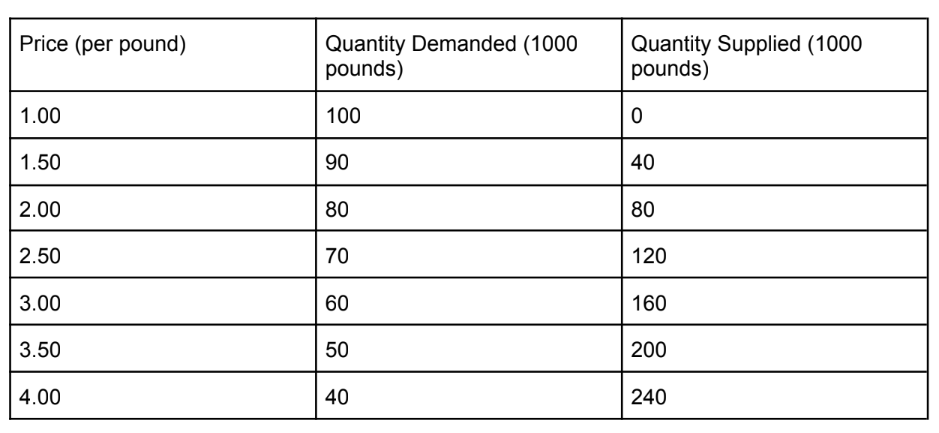 Price (per pound) Quantity Demanded (1000 pounds) Quantity Supplied (1000 pounds)
1.00 100 0
1.50 90 40
2.00 80 80
2.50 70 120
3.00 60 160
3.50 50 200
4.00 40 240